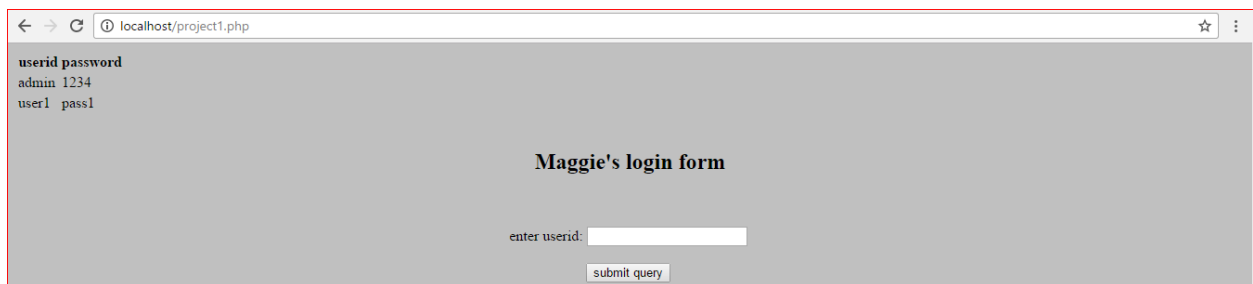 localhost/project1.php
userid password
admin 1234
user1 pass1
Maggie's login form
enter userid:
submit query